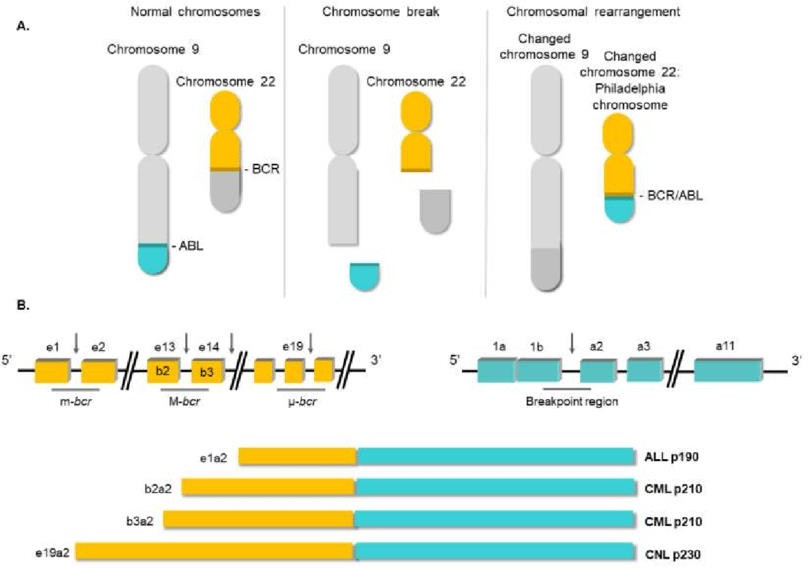 A.
Normal chromosomes
Chromosome 9
Chromosome 22
- BCR
- ABL
Chromosome break
Chromosome 9
Chromosome 22
Chromosomal rearrangement
Changed
chromosome 9
Changed
chromosome 22:
Philadelphia
chromosome
- BCR/ABL
B.
5'
e1
e2
e13
e14
e19
3'
b2
b3
m-bcr
M-bcr
µ-bcr
5'
1a
1b
a2
a3
a11
3'
Breakpoint region
e1a2
ALL p190
b2a2
CML p210
b3a2
CML p210
e19a2
CNL p230